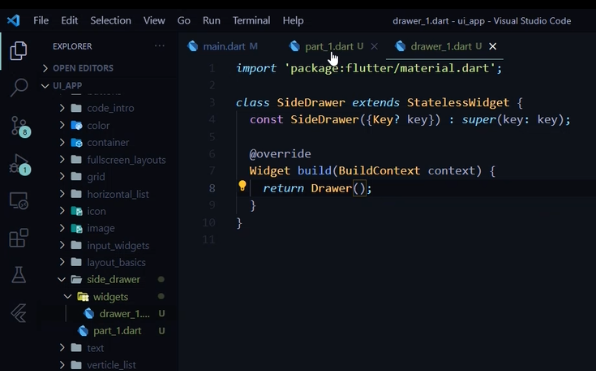 File Edit Selection View Go Run Terminal Help drawer_1.dart - ui_app - Visual Studio Code
EXPLORER ...
main.dart M part_1.dart U × drawer_1.dart U ×
> OPEN EDITORS
UI_APP
> code_intro
> color
> container
> fullscreen_layouts
> grid
> horizontal_list
> icon
> image
> input_widgets
> layout_basics
side_drawer
widgets
drawer_1.... U
part_1.dart U
> text
> verticle_list
8
1
1 import 'package:flutter/material.dart';
2
3 class SideDrawer extends StatelessWidget {
4 const SideDrawer({Key? key}) : super(key: key);
5
6 @override
7 Widget build(BuildContext context) {
8 return Drawer();
9 }
10 }
11